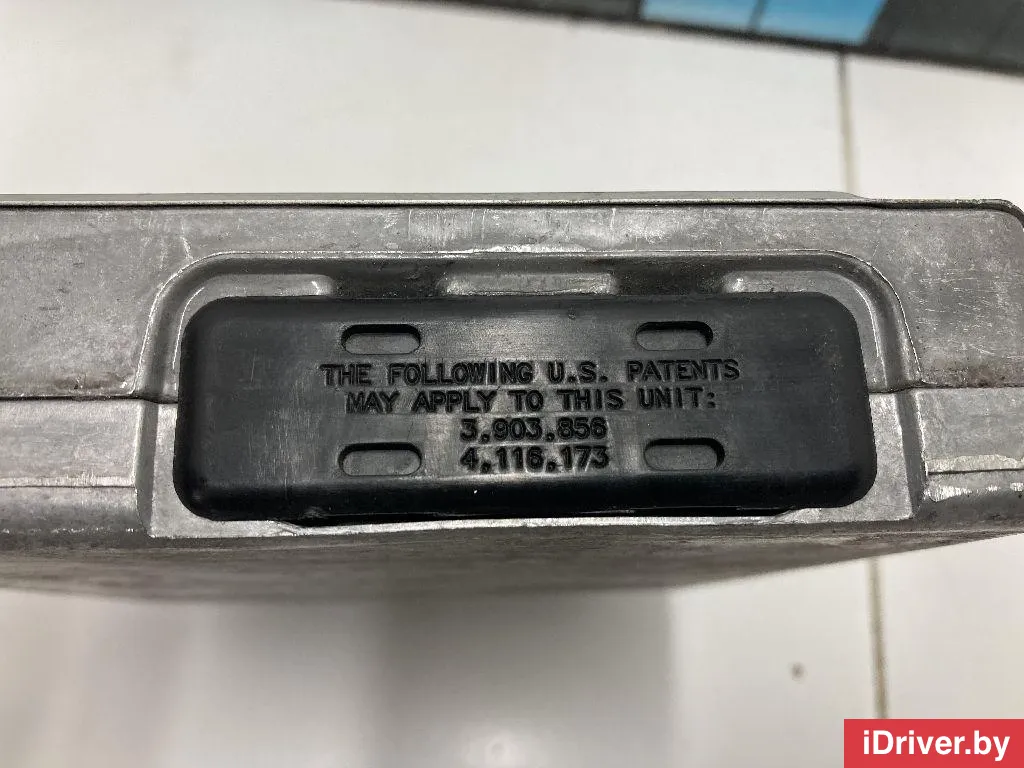 THE FOLLOWING U.S. PATENTS
MAY APPLY TO THIS UNIT:
3.903.856
4.116.173
iDriver.by